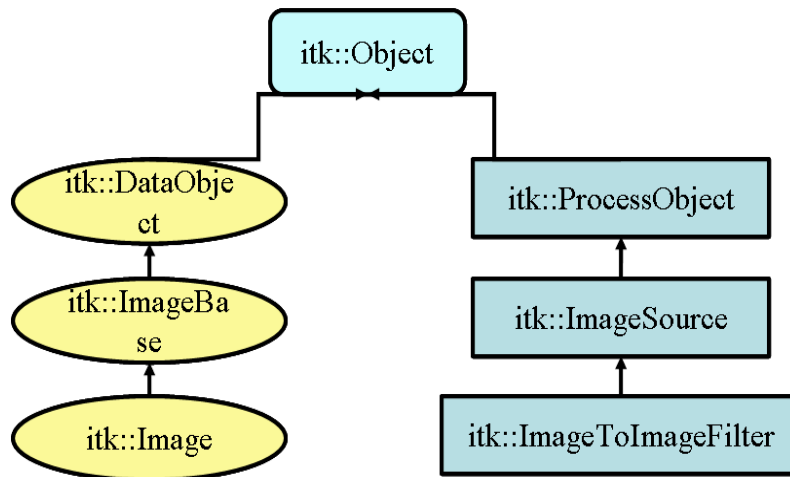 itk::Object
itk::DataObje
ct
itk::ProcessObject
itk::ImageBa
se
itk::ImageSource
itk::Image
itk::ImageToImageFilter